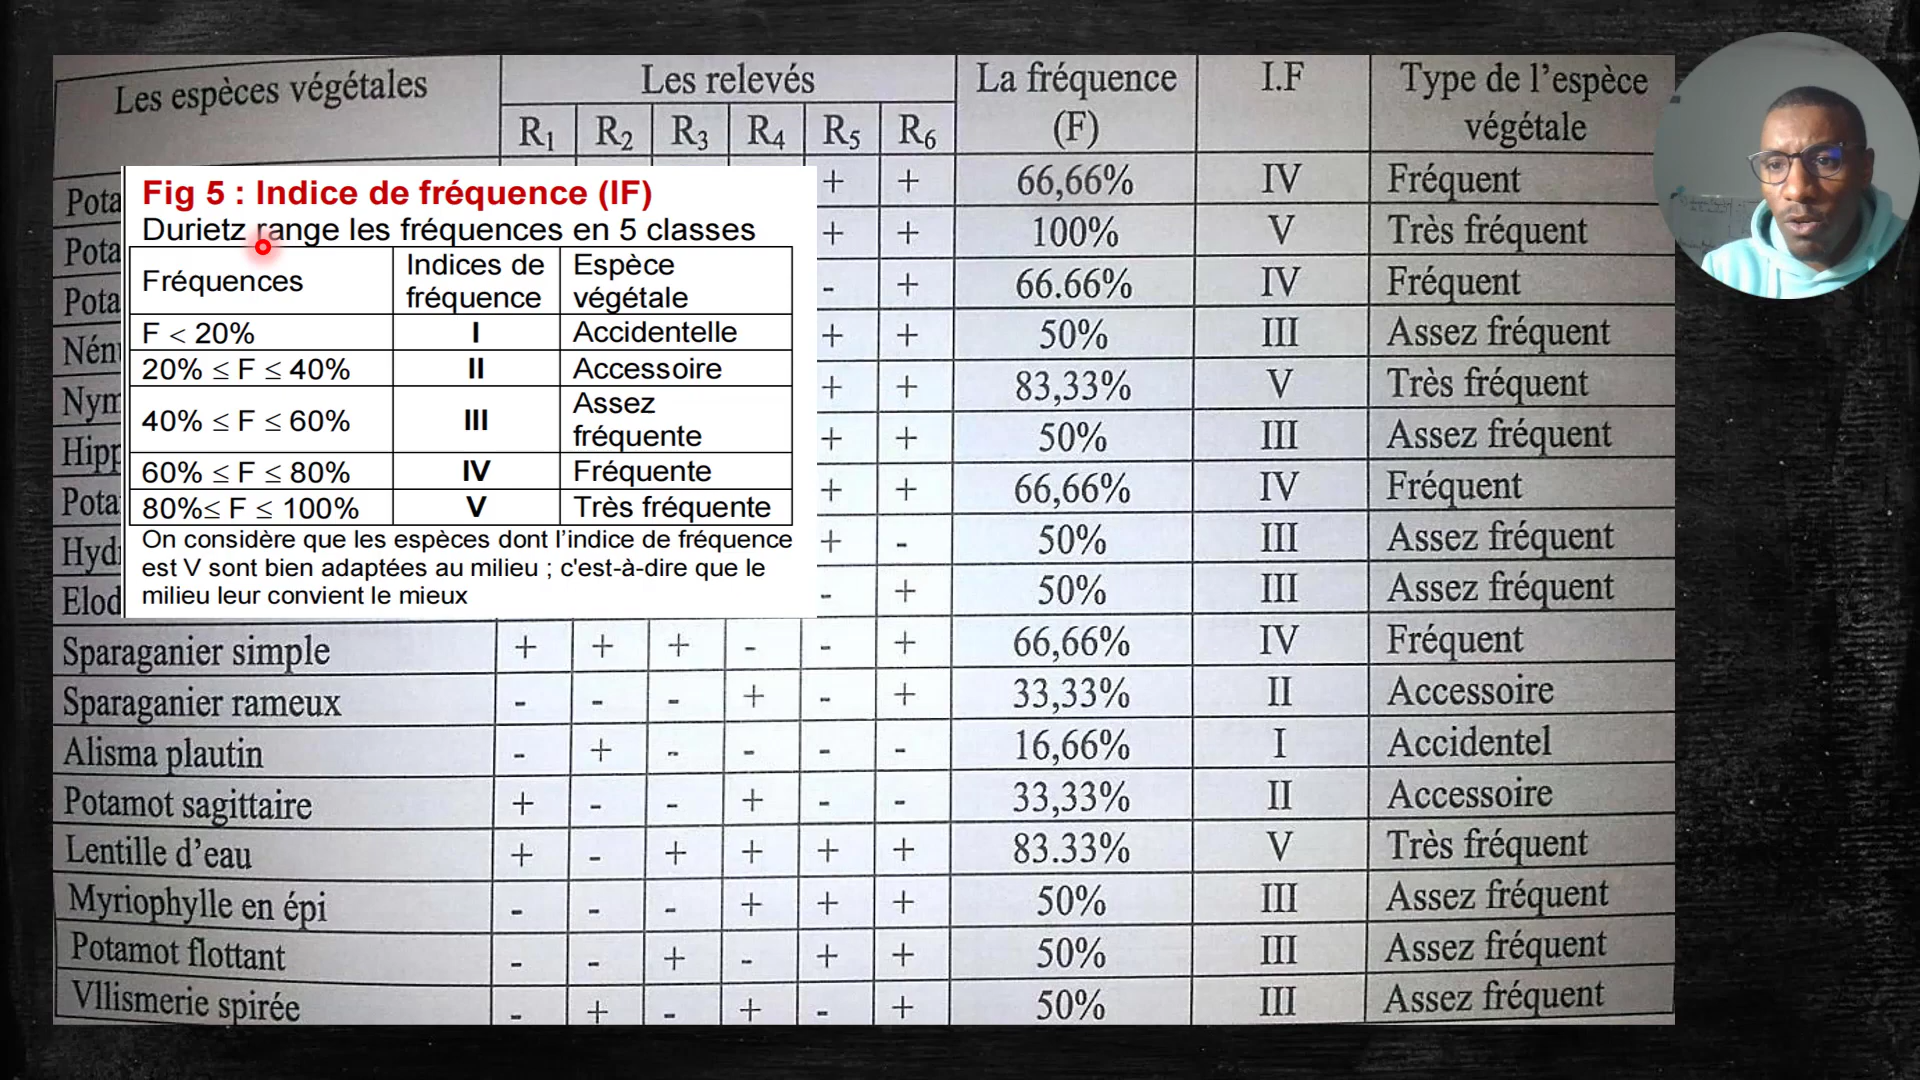 Les espèces végétales Les relevés La fréquence (F) I.F Type de l'espèce végétale
R1 R2 R3 R4 R5 R6
+ + 66,66% IV Fréquent
+ + 100% V Très fréquent
- + 66.66% IV Fréquent
+ + 50% III Assez fréquent
+ + 83,33% V Très fréquent
+ + 50% III Assez fréquent
+ + 66,66% IV Fréquent
+ - 50% III Assez fréquent
- + 50% III Assez fréquent
Fig 5 : Indice de fréquence (IF)
Durietz range les fréquences en 5 classes
Fréquences Indices de fréquence Espèce végétale
F < 20% I Accidentelle
20% ≤ F ≤ 40% II Accessoire
40% ≤ F ≤ 60% III Assez fréquente
60% ≤ F ≤ 80% IV Fréquente
80%≤ F ≤ 100% V Très fréquente
On considère que les espèces dont l'indice de fréquence
est V sont bien adaptées au milieu ; c'est-à-dire que le
milieu leur convient le mieux
Sparaganier simple + + + - - + 66,66% IV Fréquent
Sparaganier rameux - - - + - + 33,33% II Accessoire
Alisma plautin - + - - - - 16,66% I Accidentel
Potamot sagittaire + - - + - - 33,33% II Accessoire
Lentille d'eau + - + + + + 83.33% V Très fréquent
Myriophylle en épi - - - + + + 50% III Assez fréquent
Potamot flottant - - + - + + 50% III Assez fréquent
Vllismerie spirée - + - + - + 50% III Assez fréquent